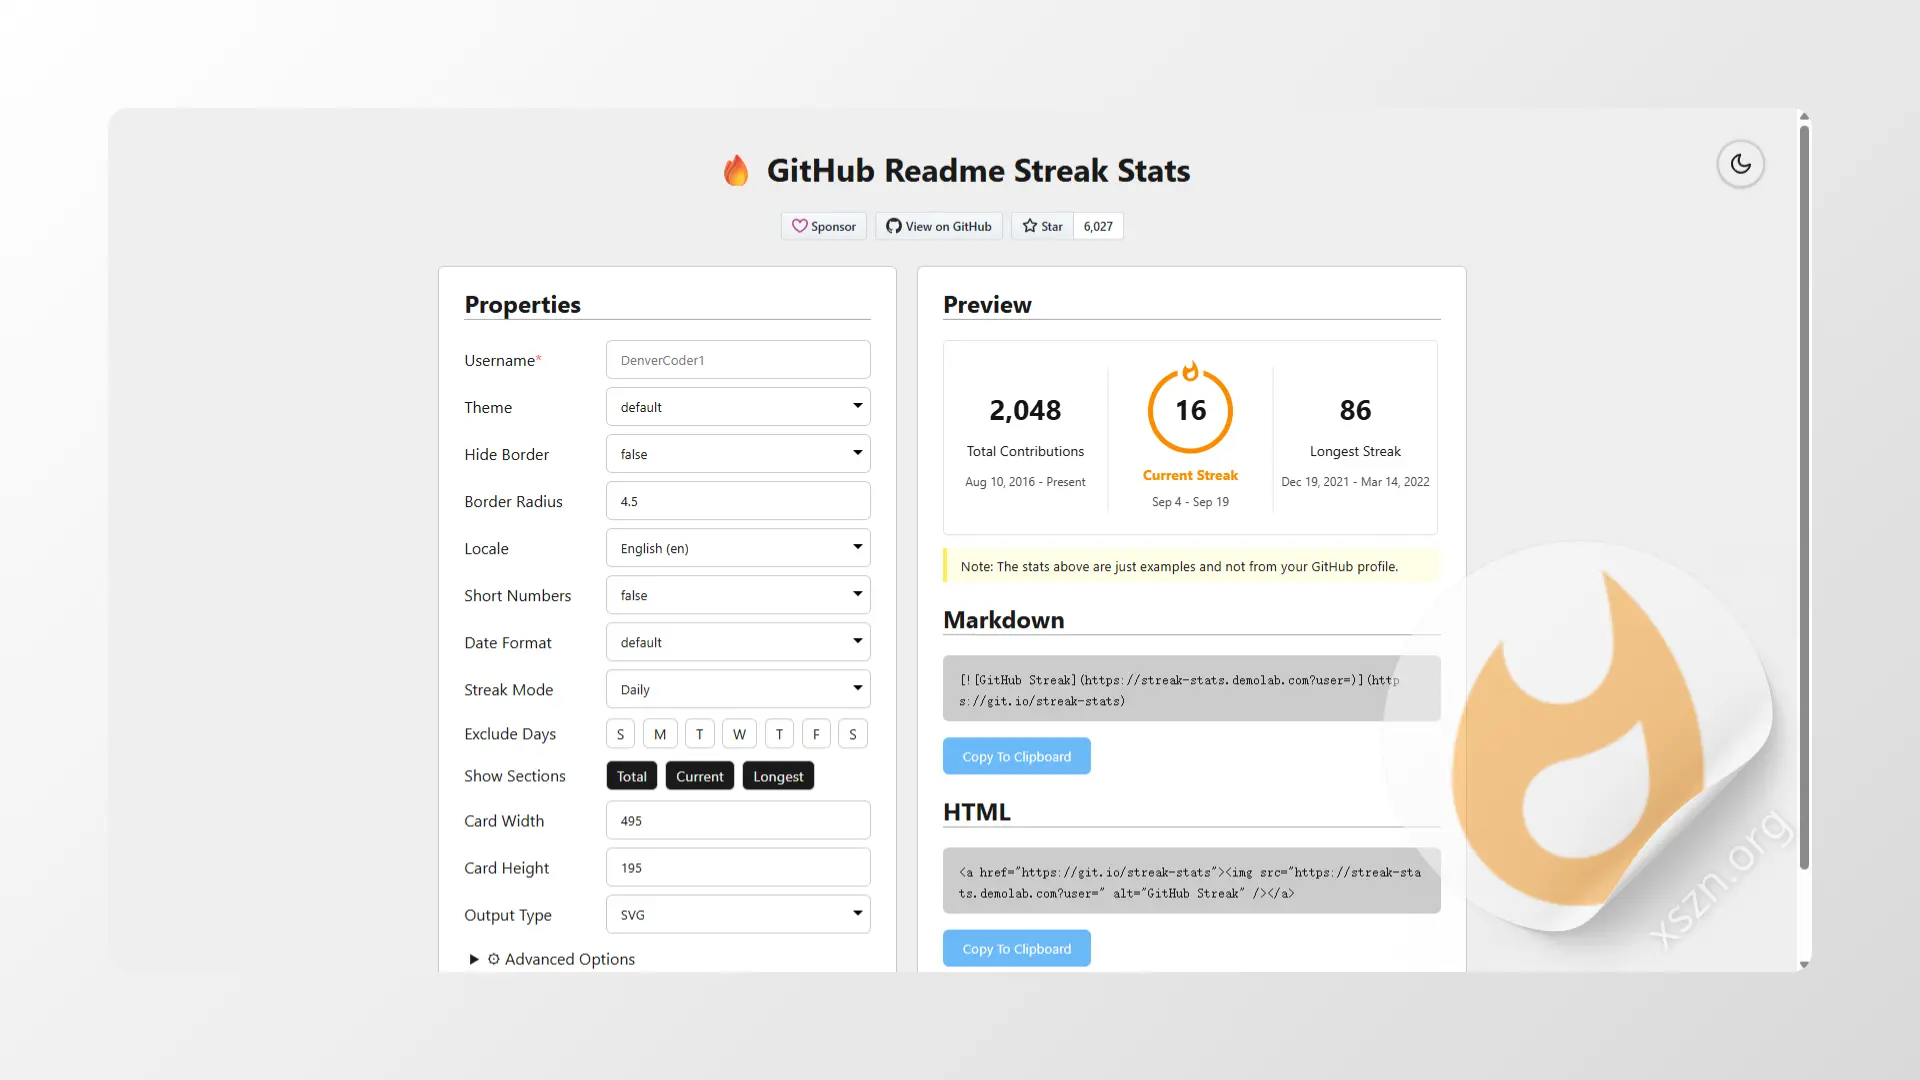 GitHub Readme Streak Stats
Sponsor
View on GitHub
Star
6,027
Properties
Username*
DenverCoder1
Theme
default
Hide Border
false
Border Radius
4.5
Locale
English (en)
Short Numbers
false
Date Format
default
Streak Mode
Daily
Exclude Days
S M T W T F S
Show Sections
Total Current Longest
Card Width
495
Card Height
195
Output Type
SVG
Advanced Options
Preview
2,048
Total Contributions
Aug 10, 2016 - Present
16
Current Streak
Sep 4 - Sep 19
86
Longest Streak
Dec 19, 2021 - Mar 14, 2022
Note: The stats above are just examples and not from your GitHub profile.
Markdown
[![GitHub Streak](https://streak-stats.demolab.com?user=)](http
s://git.io/streak-stats)
Copy To Clipboard
HTML
<a href="https://git.io/streak-stats"><img src="https://streak-sta
ts.demolab.com?user=" alt="GitHub Streak" /></a>
Copy To Clipboard
xszn.org